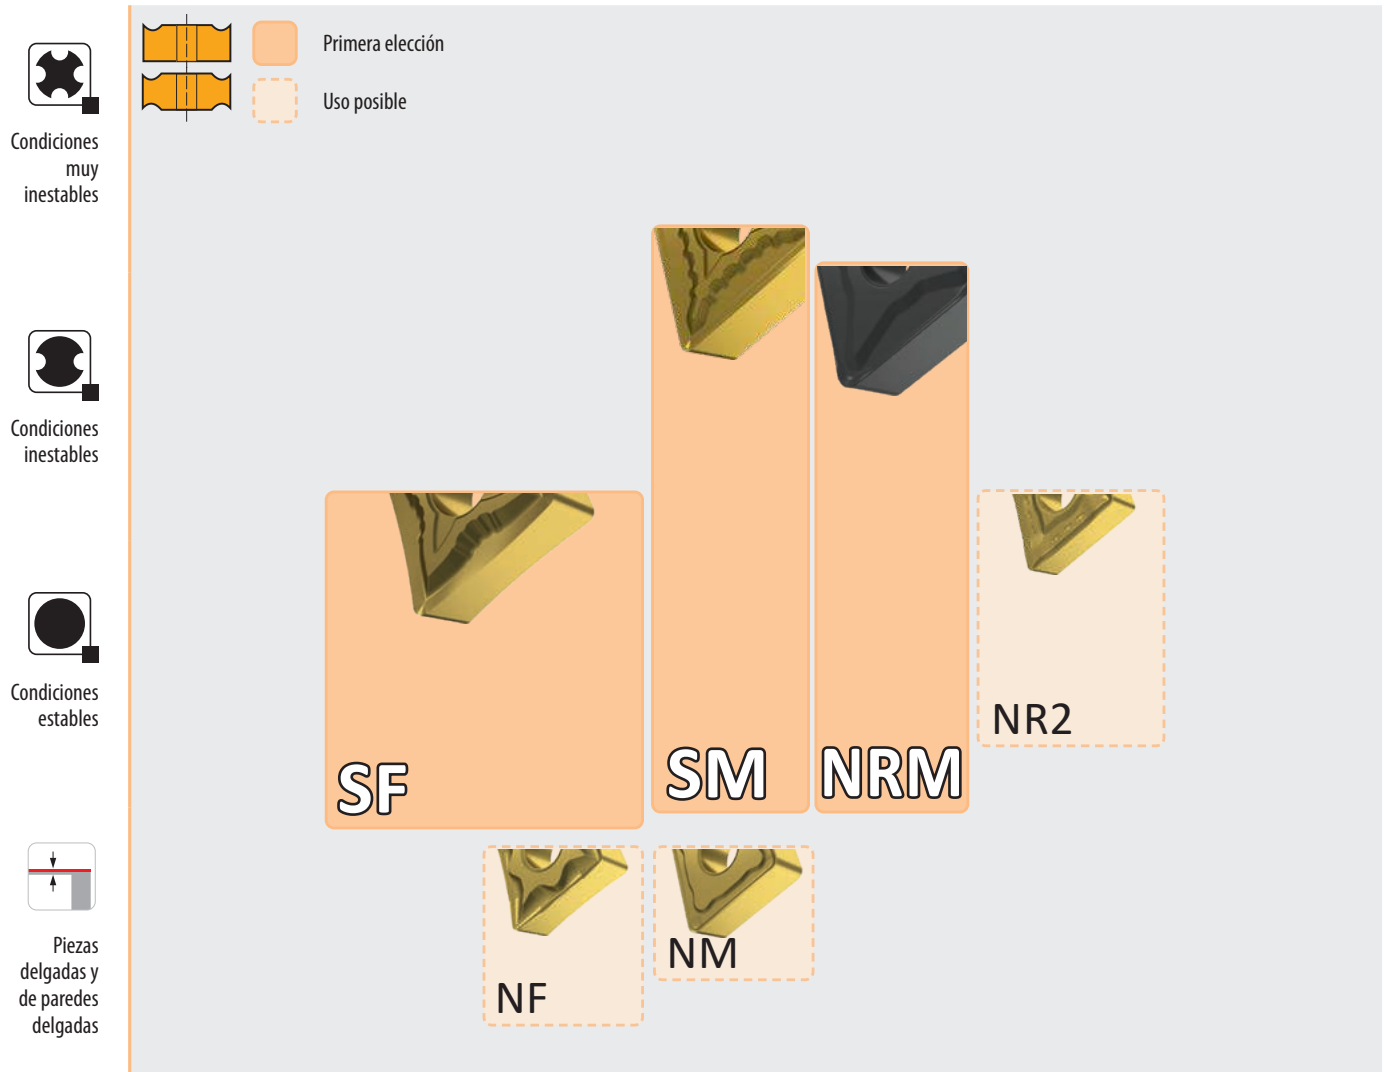 Primera elección
Uso posible
Condiciones
muy
inestables
Condiciones
inestables
Condiciones
estables
Piezas
delgadas y
de paredes
delgadas
SF
SM
NRM
NR2
NF
NM